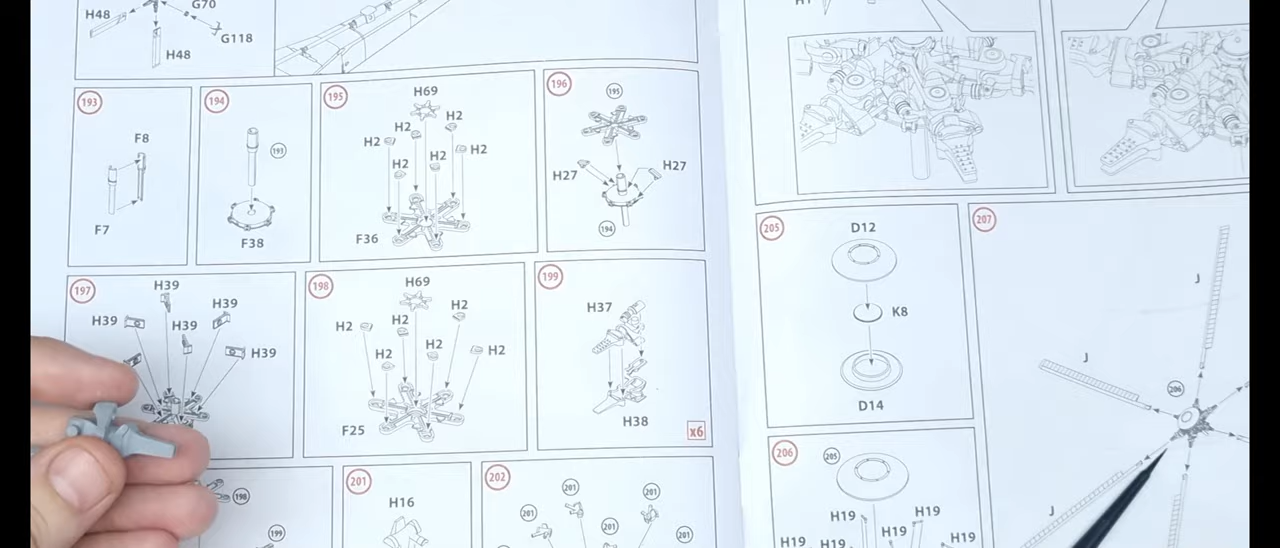 G70
H48
G118
H48
193
F8
F7
194
193
F38
195
H69
H2
H2
H2
H2
H2
H2
F36
196
195
H27
H27
194
197
H39
H39
H39
H39
H39
198
H69
H2
H2
H2
H2
H2
H2
F25
199
H37
H38
x6
198
199
201
H16
202
201
201
201
201
201
205
D12
K8
D14
206
205
H19
H19
H19
H19
H19
H19
207
J
J
J
206